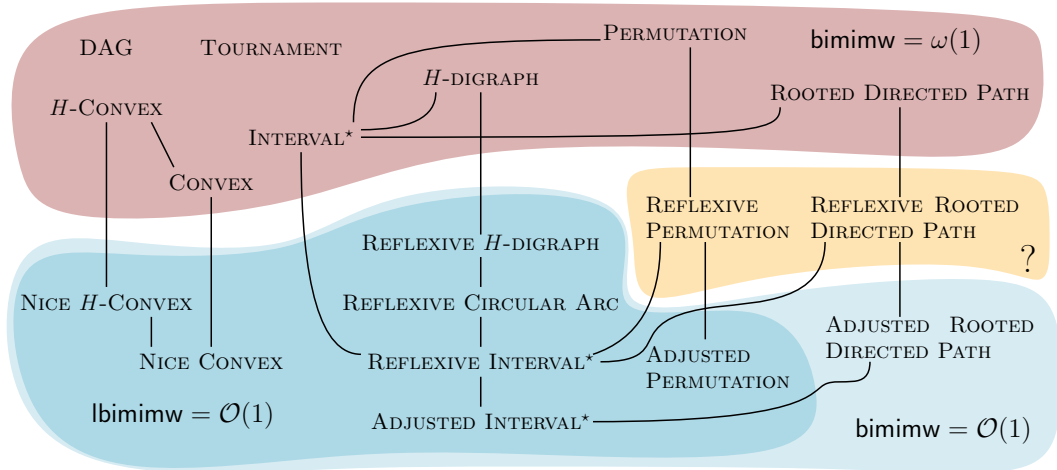 DAG
TOURNAMENT
PERMUTATION
bimimw = ω(1)
H-DIGRAPH
H-CONVEX
ROOTED DIRECTED PATH
INTERVAL*
CONVEX
REFLEXIVE
PERMUTATION
REFLEXIVE ROOTED
DIRECTED PATH
?
REFLEXIVE H-DIGRAPH
NICE H-CONVEX
REFLEXIVE CIRCULAR ARC
ADJUSTED ROOTED
DIRECTED PATH
NICE CONVEX
REFLEXIVE INTERVAL*
ADJUSTED
PERMUTATION
lbimimw = O(1)
ADJUSTED INTERVAL*
bimimw = O(1)